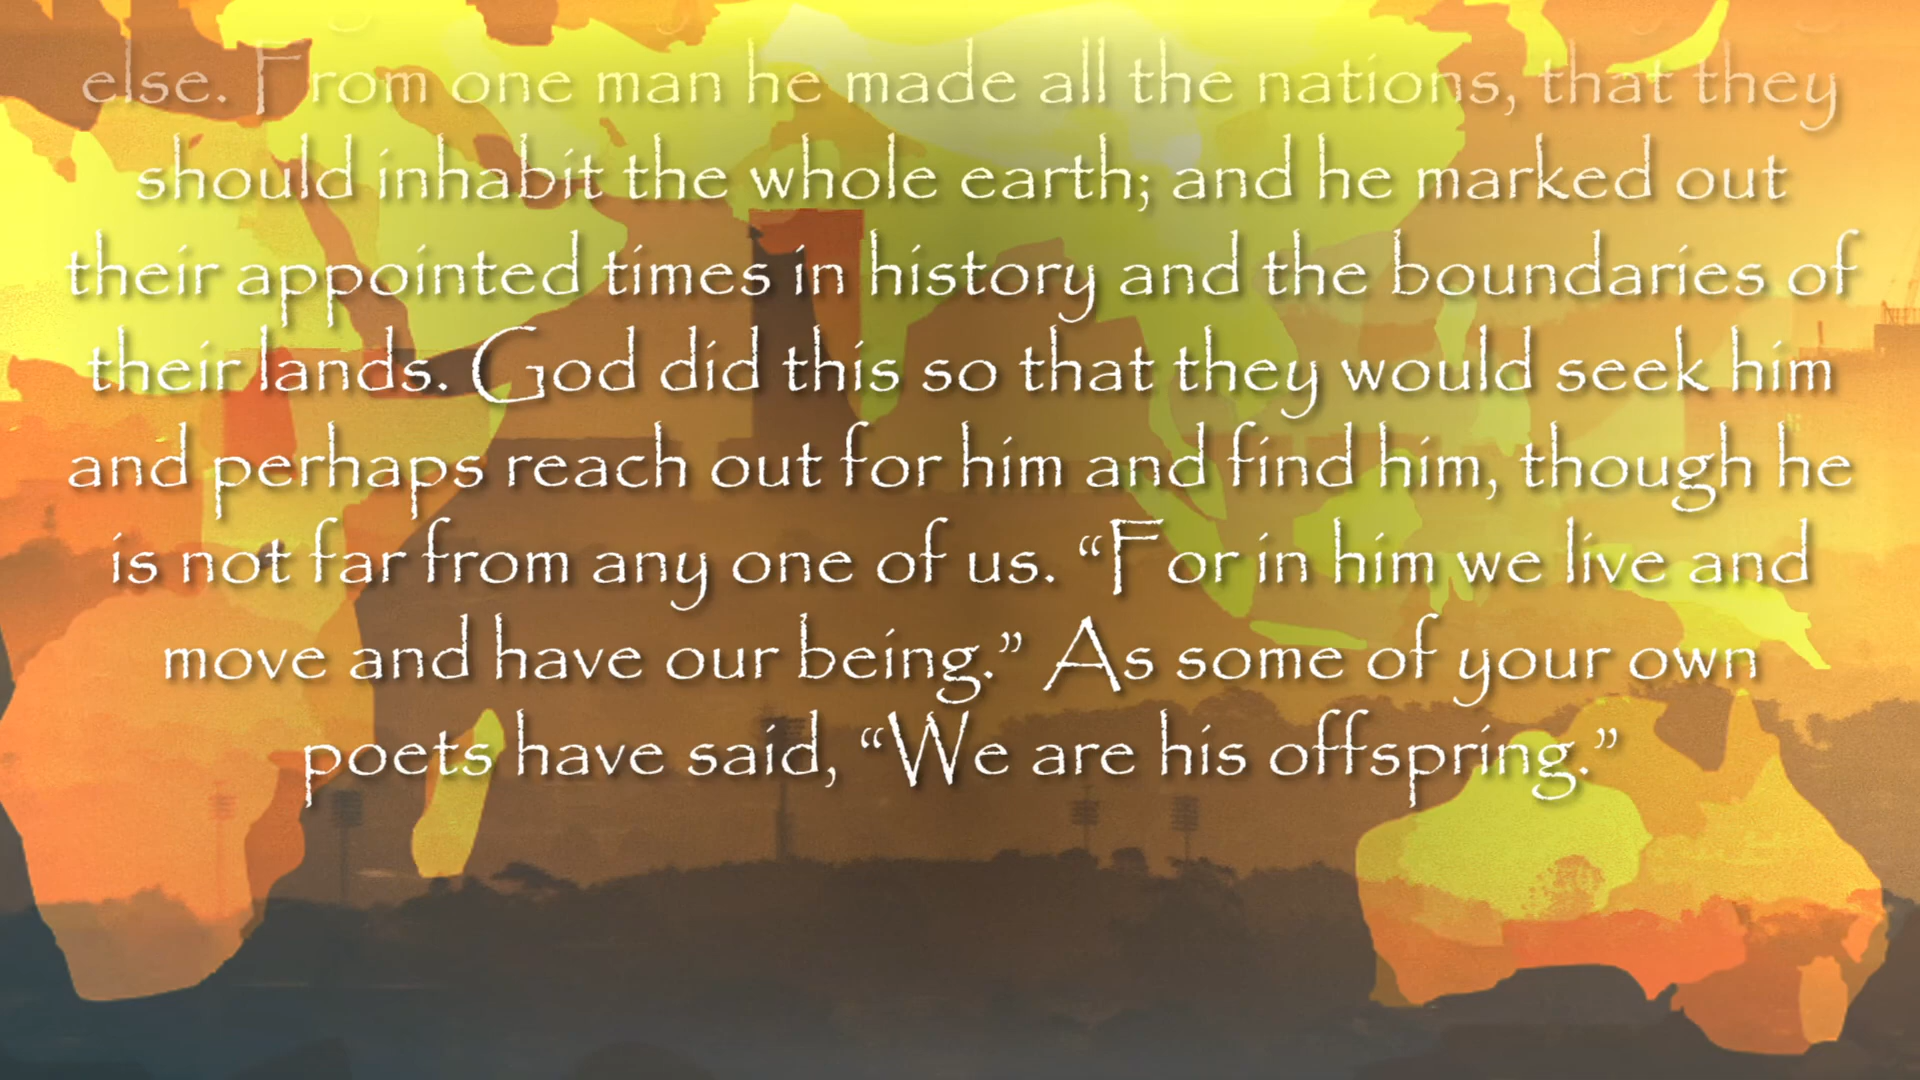 else. From one man he made all the nations, that they
should inhabit the whole earth; and he marked out
their appointed times in history and the boundaries of
their lands. God did this so that they would seek him
and perhaps reach out for him and find him, though he
is not far from any one of us. “For in him we live and
move and have our being.” As some of your own
poets have said, “We are his offspring.”